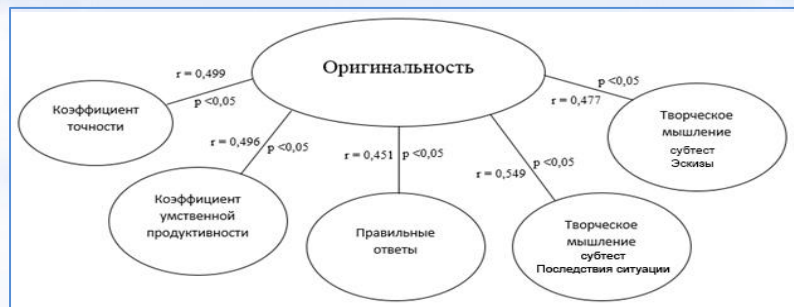 Оригинальность
r = 0,499
p <0,05
Коэффициент
точности
r = 0,496
p <0,05
Коэффициент
умственной
продуктивности
r = 0,451
p <0,05
Правильные
ответы
r = 0,549
p <0,05
Творческое
мышление
субтест
Последствия ситуации
p <0,05
r = 0,477
Творческое
мышление
субтест
Эскизы